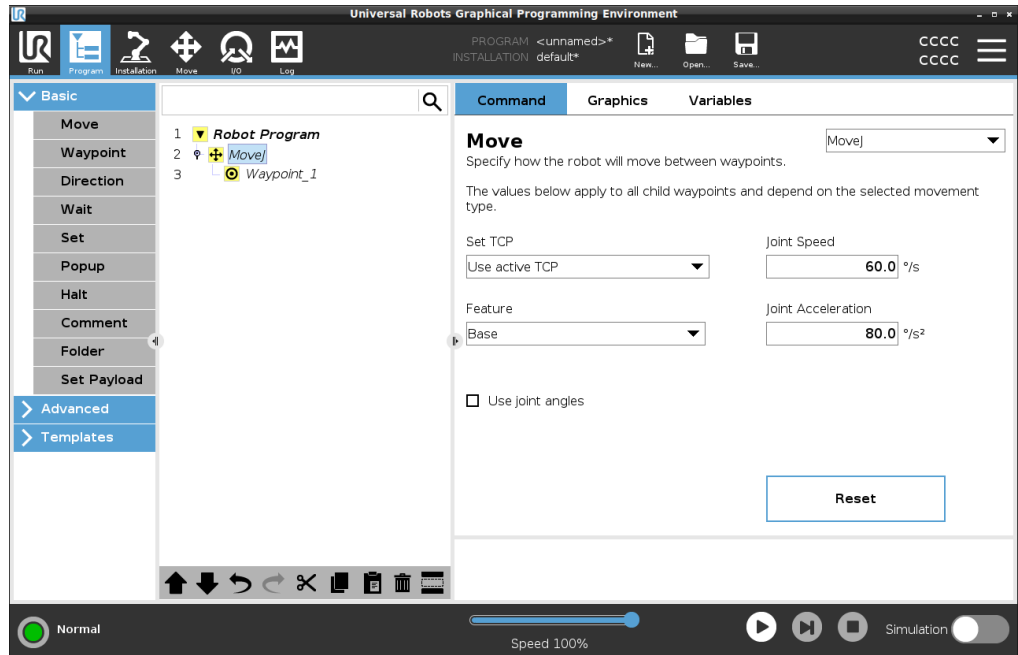 UR
Universal Robots Graphical Programming Environment
UR
Run
Program
Installation
Move
I/O
Log
PROGRAM <unnamed>*
INSTALLATION default*
New...
Open...
Save...
CCCC
CCCC
Basic
Move
Waypoint
Direction
Wait
Set
Popup
Halt
Comment
Folder
Set Payload
Advanced
Templates
1 Robot Program
2 MoveJ
3 Waypoint_1
Command Graphics Variables
Move
MoveJ
Specify how the robot will move between waypoints.
The values below apply to all child waypoints and depend on the selected movement
type.
Set TCP
Use active TCP
Joint Speed
60.0 °/s
Feature
Base
Joint Acceleration
80.0 °/s²
Use joint angles
Reset
Normal
Speed 100%
Simulation